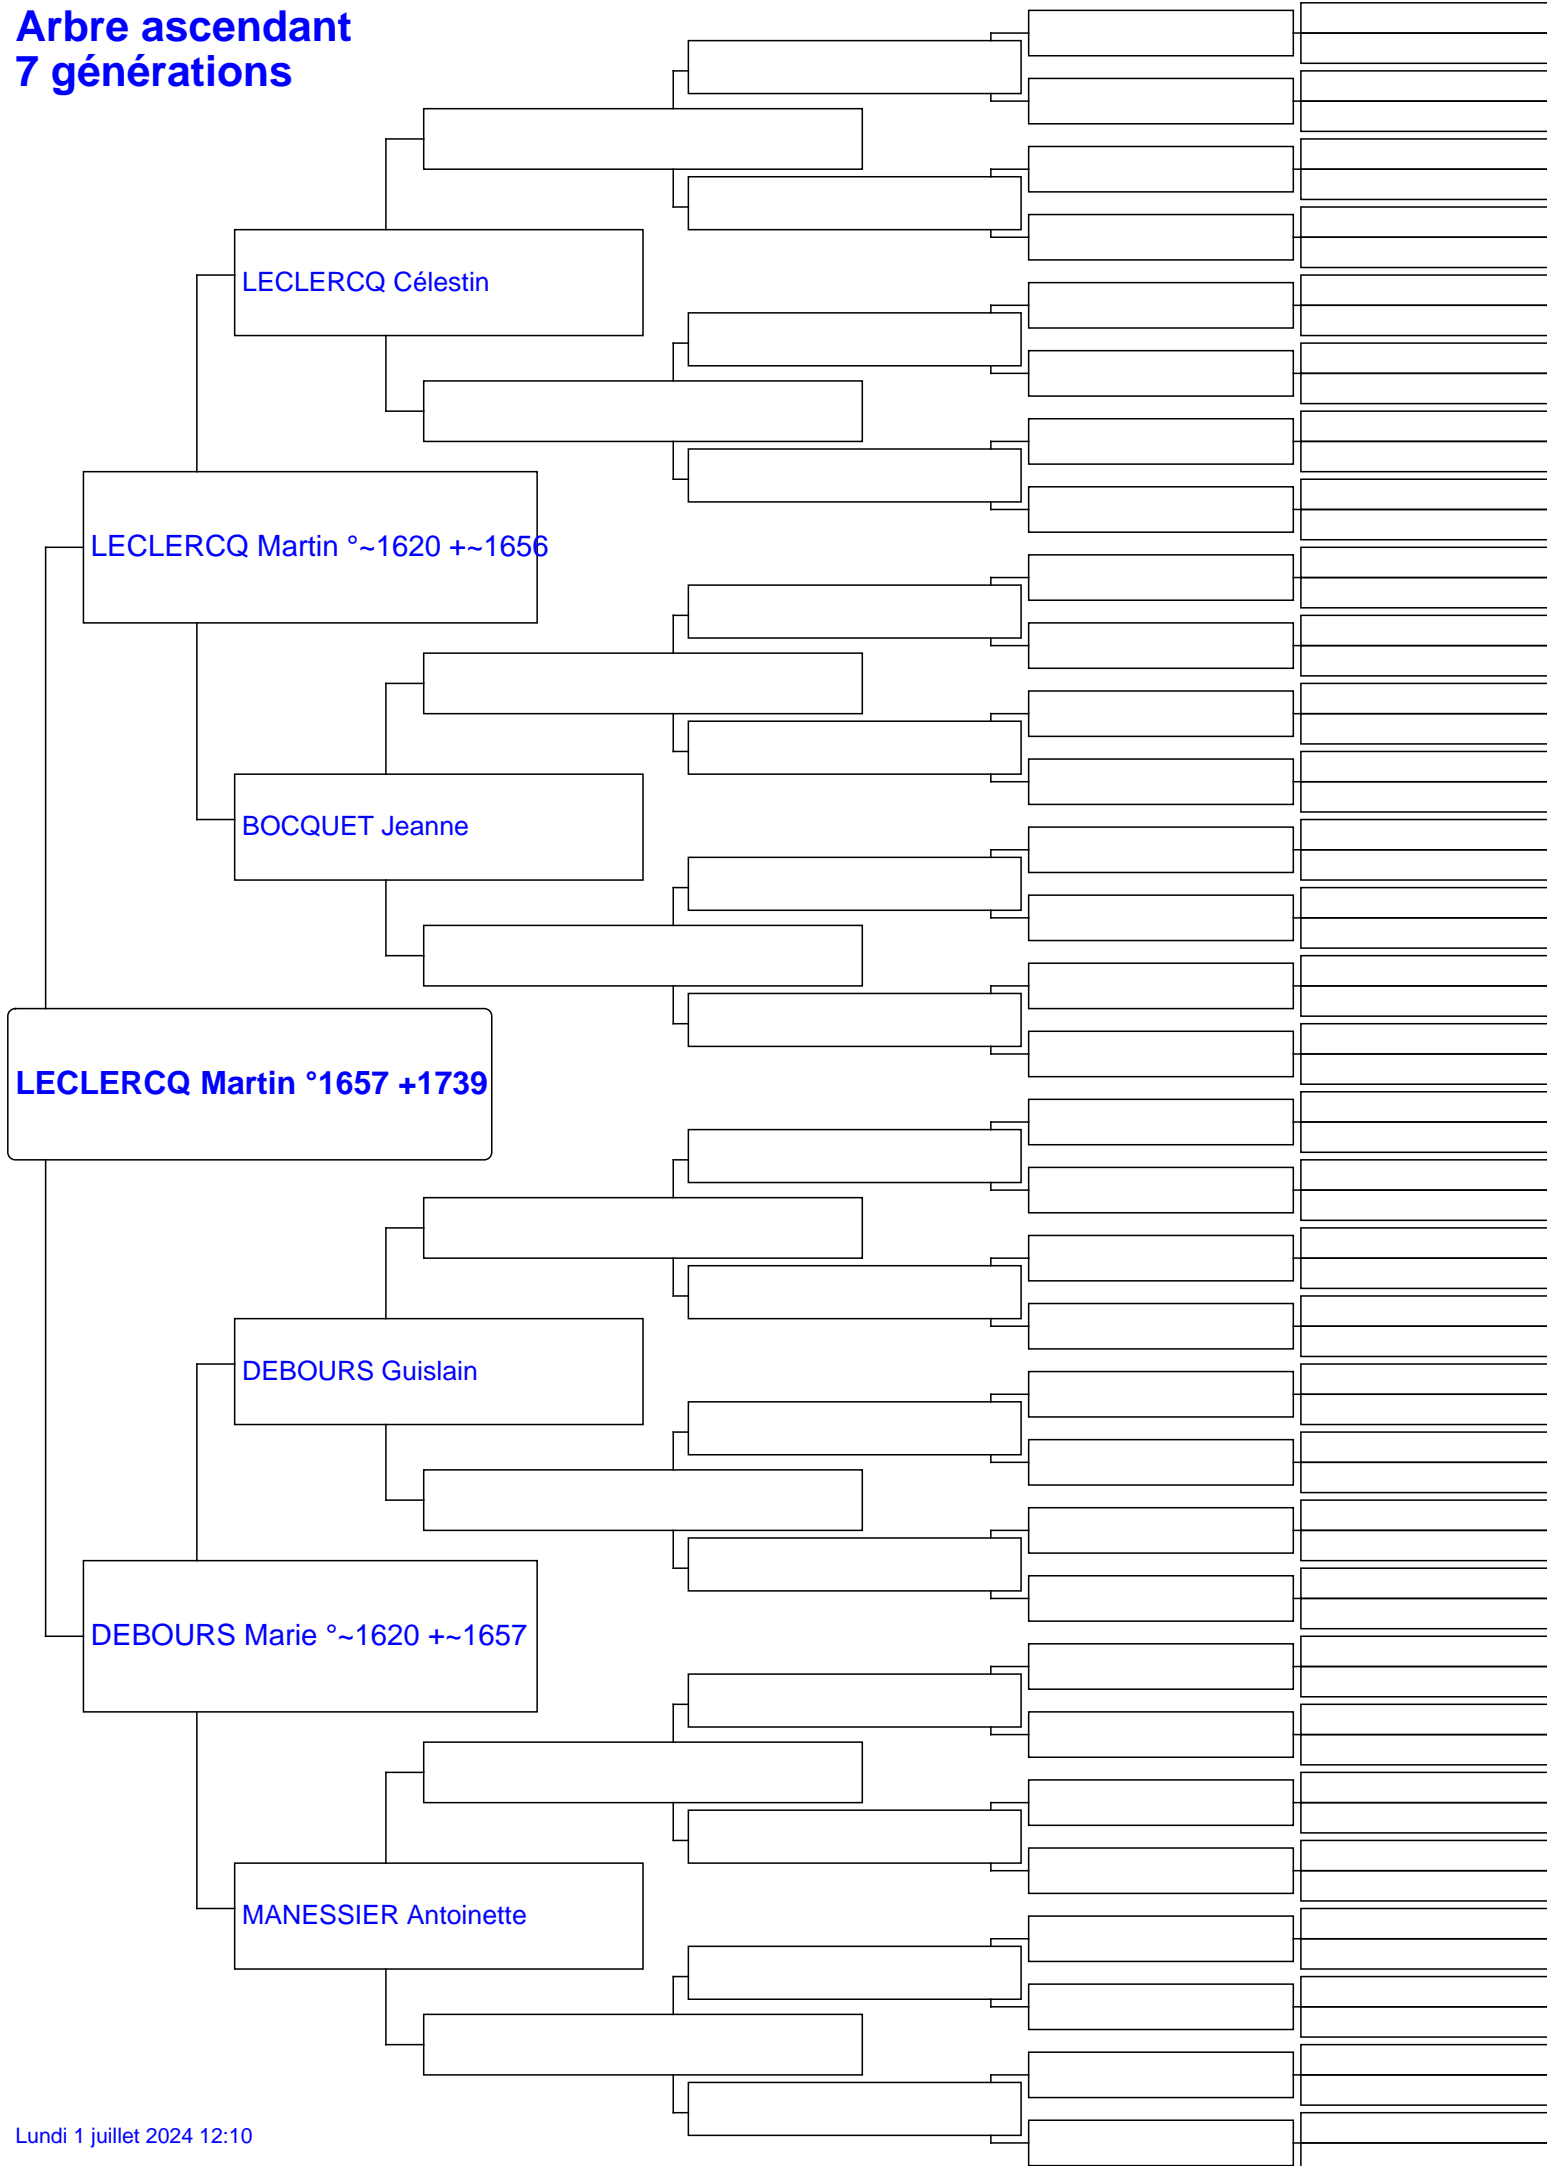 Arbre ascendant
7 générations
LECLERCQ Célestin
LECLERCQ Martin °~1620 +~1656
BOCQUET Jeanne
LECLERCQ Martin °1657 +1739
DEBOURS Guislain
DEBOURS Marie °~1620 +~1657
MANESSIER Antoinette
Lundi 1 juillet 2024 12:10